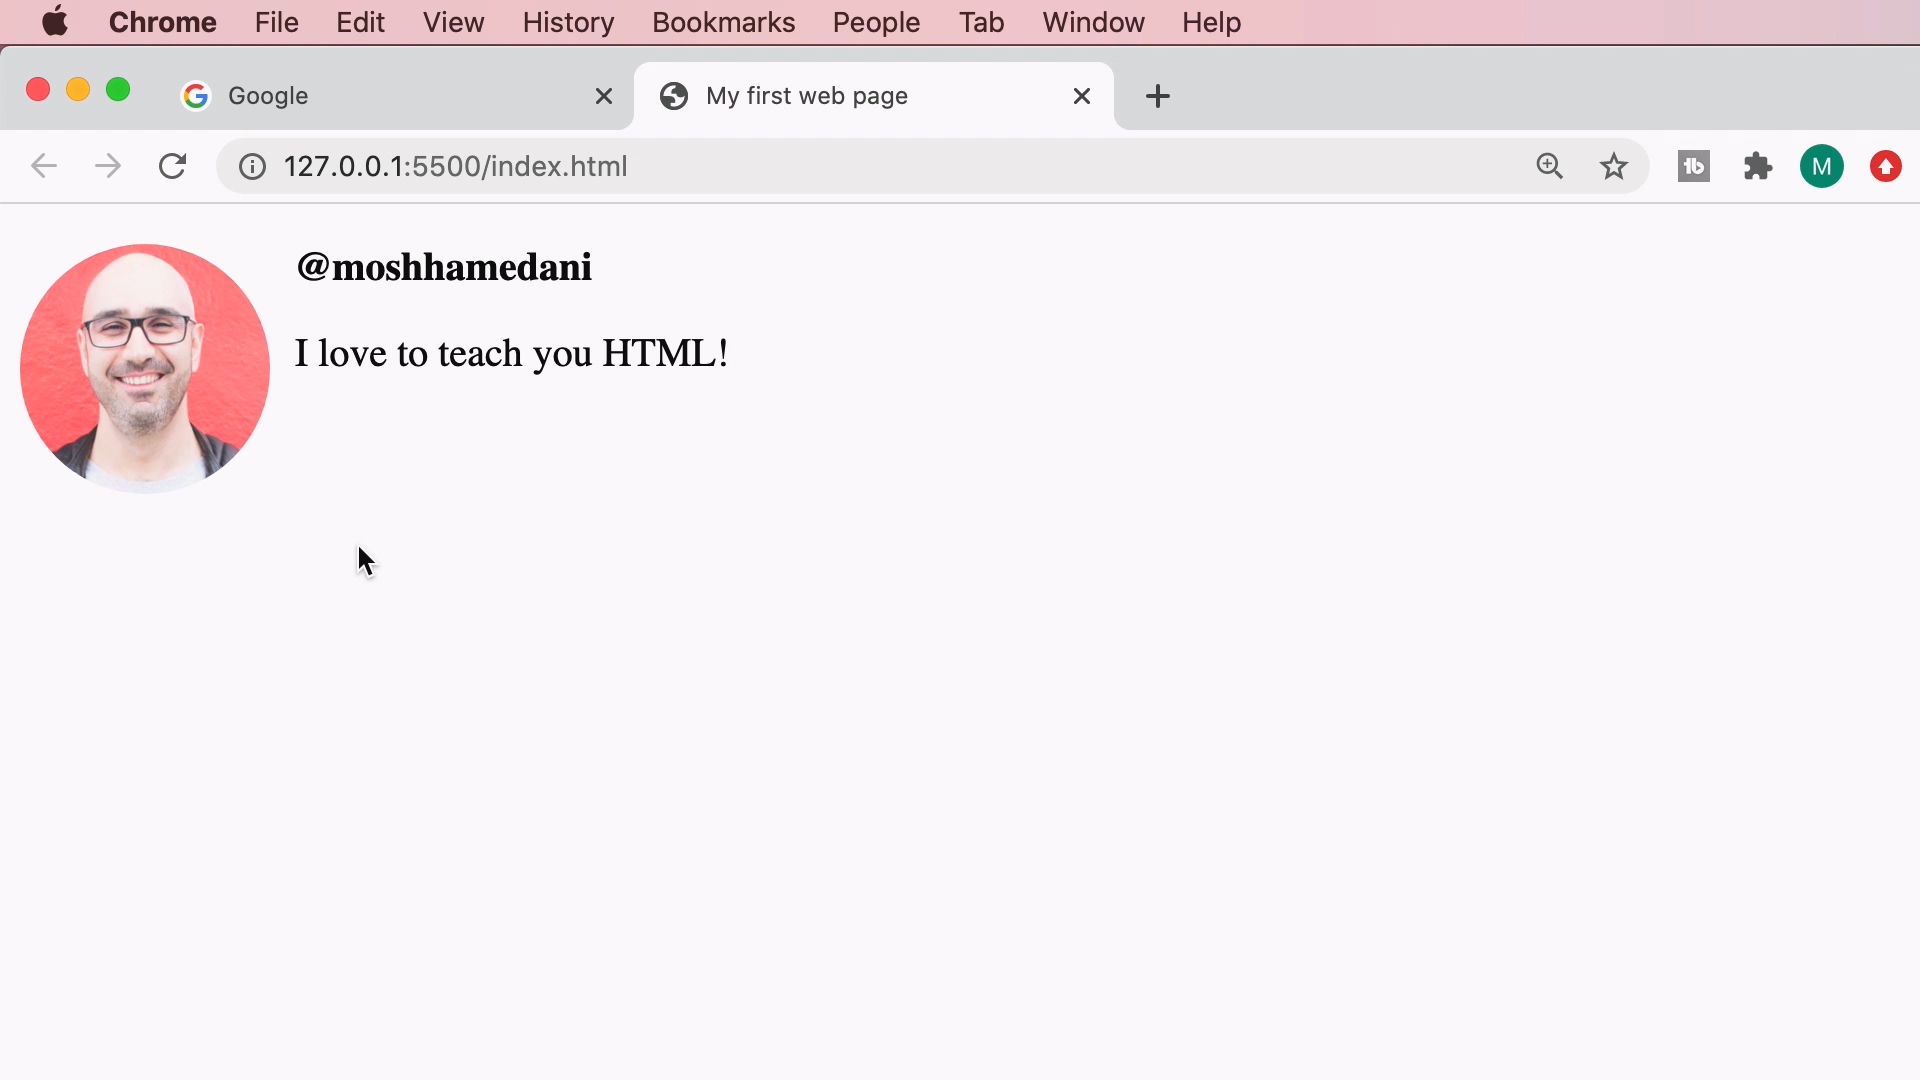 Chrome File Edit View History Bookmarks People Tab Window Help
Google My first web page
127.0.0.1:5500/index.html M
@moshhamedani
I love to teach you HTML!